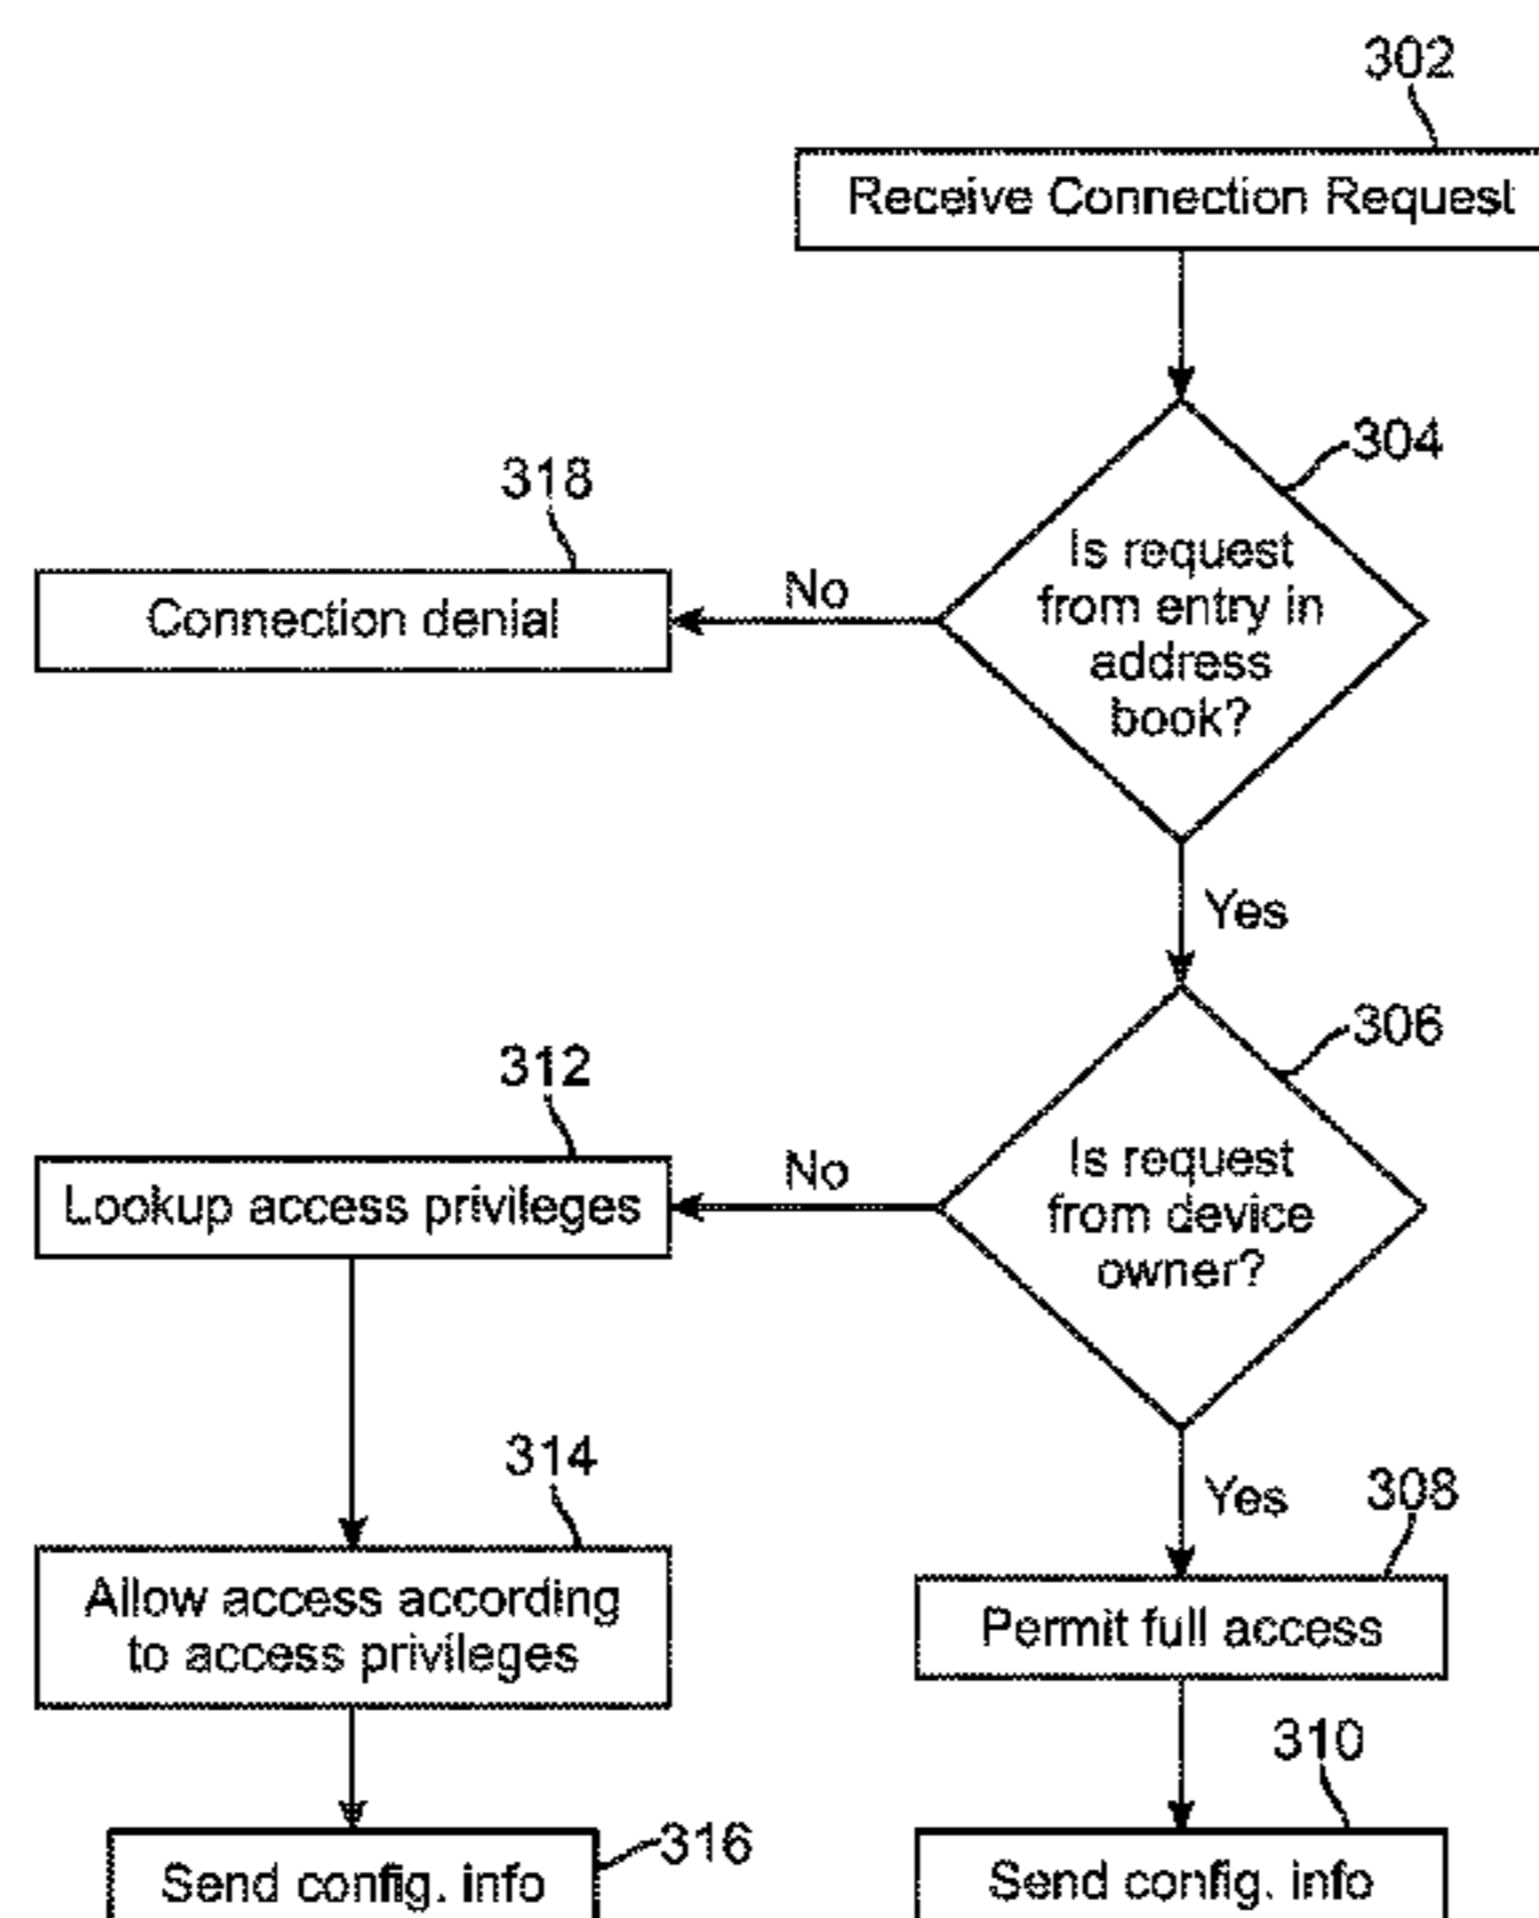 302
Receive Connection Request
304
Is request
from entry in
address
book?
318
No
Connection denial
Yes
306
Is request
from device
owner?
312
No
Lookup access privileges
314
Yes
308
Allow access according
to access privileges
Permit full access
310
316
Send config. info
Send config. info